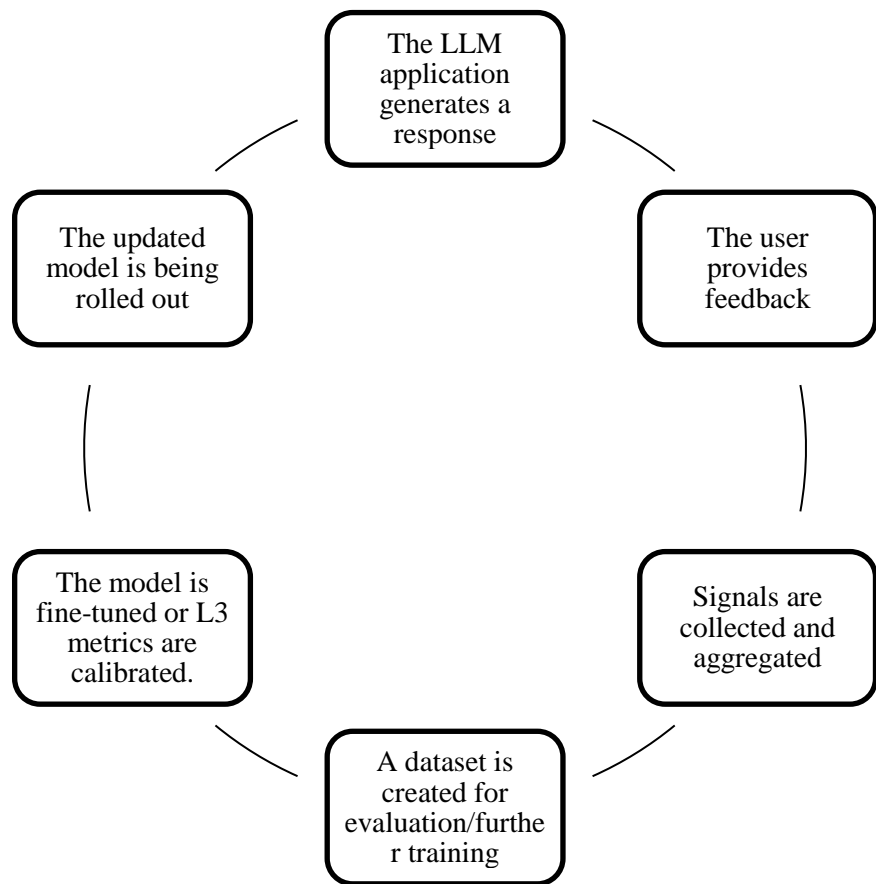 The LLM
application
generates a
response
The user
provides
feedback
Signals are
collected and
aggregated
A dataset is
created for
evaluation/furthe
r training
The model is
fine-tuned or L3
metrics are
calibrated.
The updated
model is being
rolled out